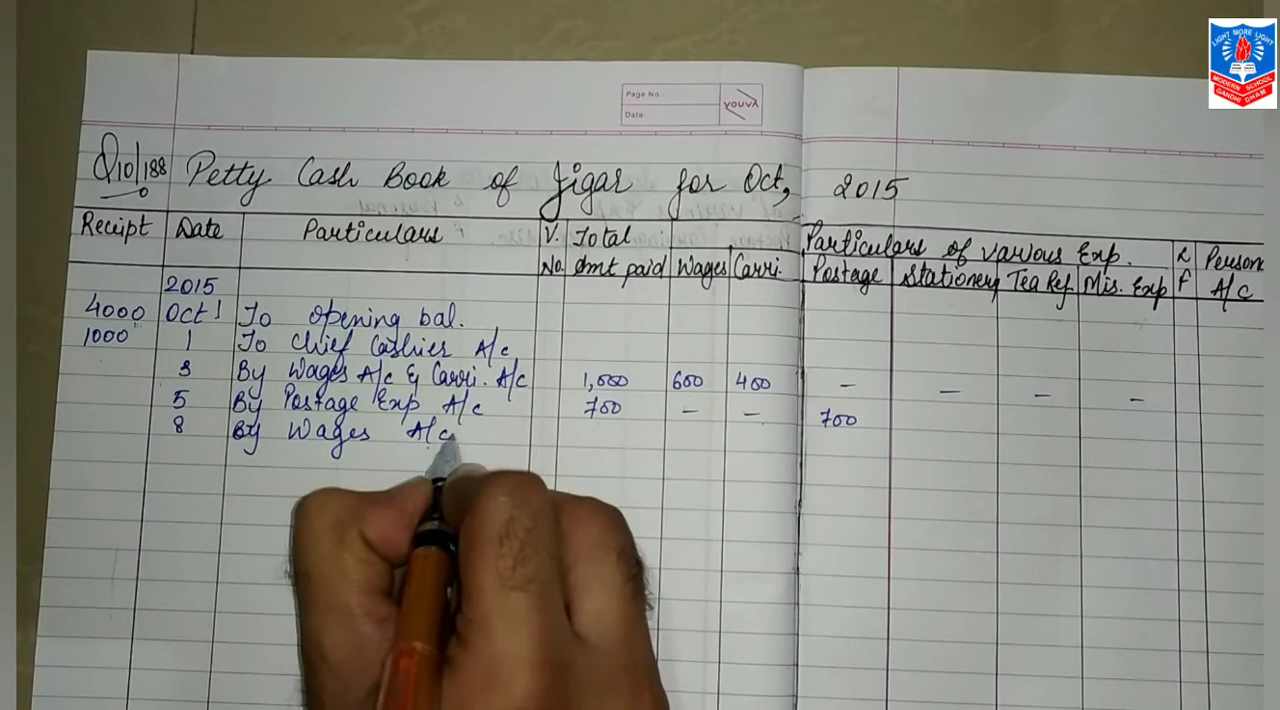 LIGHT MORE LIGHT
MODERN SCHOOL
GANDHIDHAM
Page No
Date:
youva
Q10/188 Petty Cash Book of Jigar for Oct, 2015
Receipt Date Particulars V. No. Total Amt paid Wages Carri. Particulars of various Exp. L F Person A/c
Postage Stationery Tea Ref. Mis. Exp
2015
4000 Oct 1 To opening bal.
1000 1 To Chief Cashier A/c
3 By Wages A/c & Carri. A/c 1,000 600 400 - - - -
5 By Postage Exp A/c 700 - - 700
8 By Wages A/c